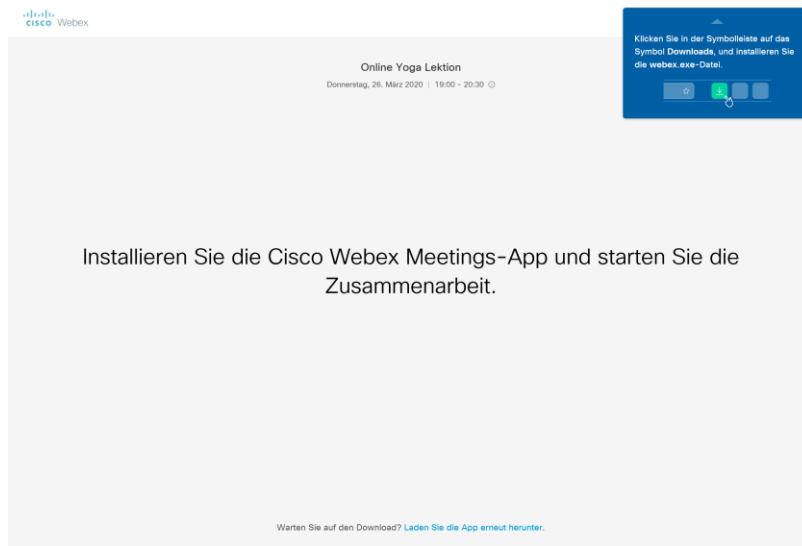 CISCO Webex
Klicken Sie in der Symbolleiste auf das
Symbol Downloads, und installieren Sie
die webex.exe-Datei.
Online Yoga Lektion
Donnerstag, 26. März 2020 | 19:00 - 20:30
Installieren Sie die Cisco Webex Meetings-App und starten Sie die
Zusammenarbeit.
Warten Sie auf den Download? Laden Sie die App erneut herunter.